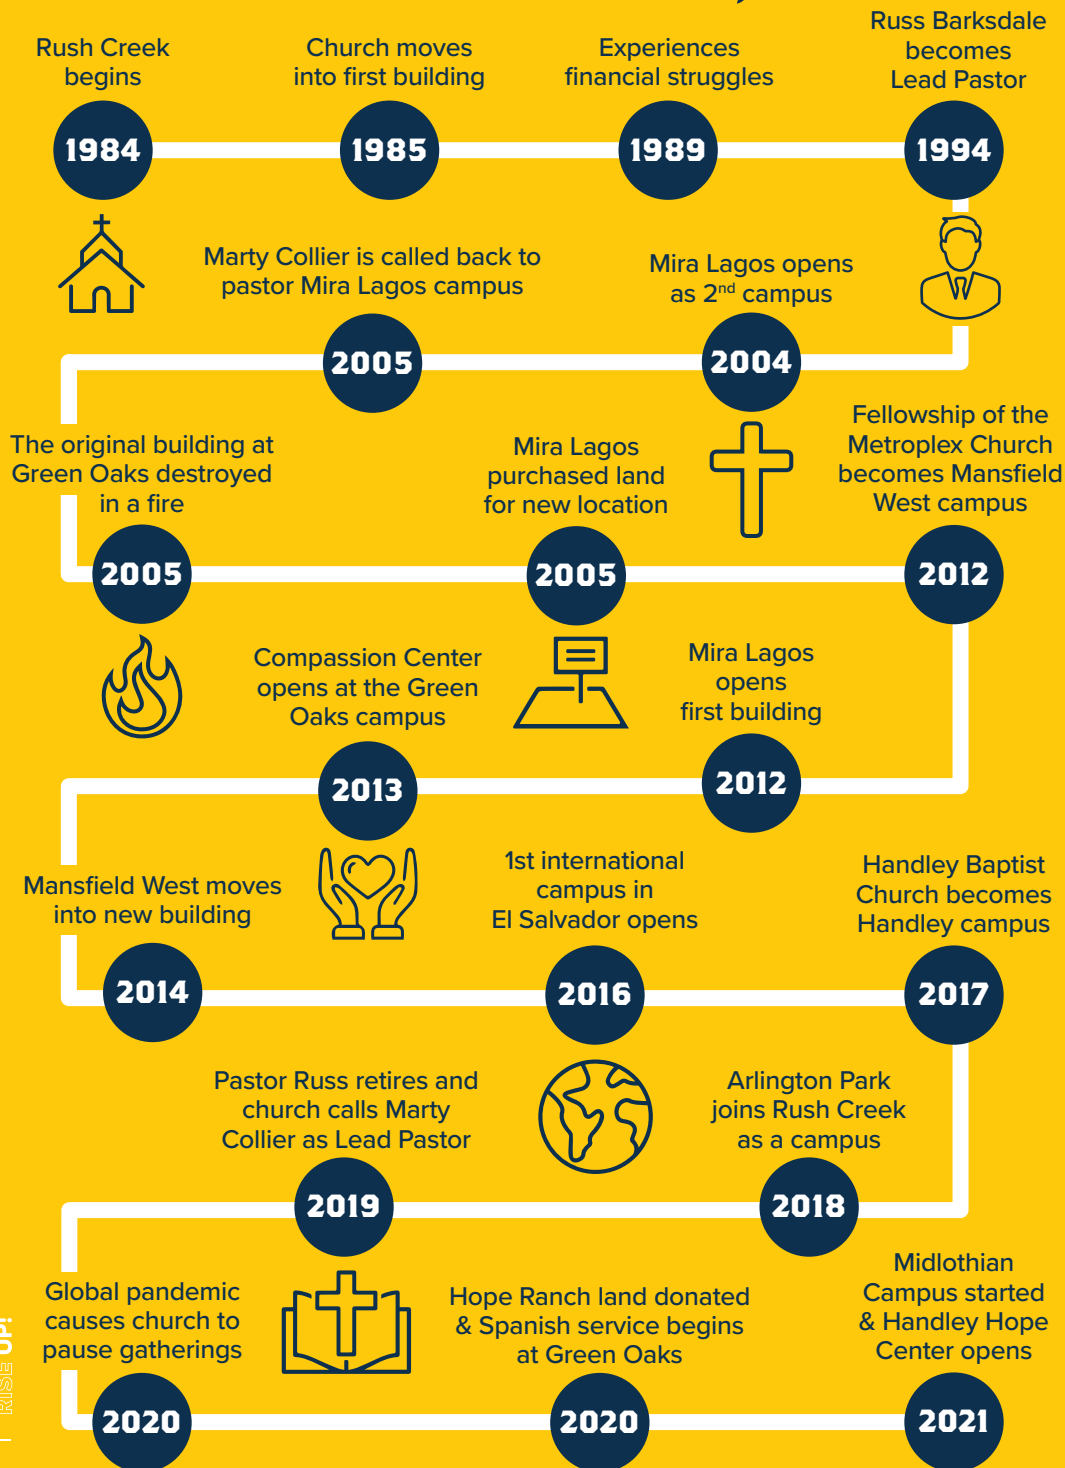 Rush Creek
begins
Church moves
into first building
Experiences
financial struggles
Russ Barksdale
becomes
Lead Pastor
1984
1985
1989
1994
Marty Collier is called back to
pastor Mira Lagos campus
Mira Lagos opens
as 2nd campus
2005
2004
The original building at
Green Oaks destroyed
in a fire
Mira Lagos
purchased land
for new location
Fellowship of the
Metroplex Church
becomes Mansfield
West campus
2005
2005
2012
Compassion Center
opens at the Green
Oaks campus
Mira Lagos
opens
first building
2013
2012
Mansfield West moves
into new building
1st international
campus in
El Salvador opens
Handley Baptist
Church becomes
Handley campus
2014
2016
2017
Pastor Russ retires and
church calls Marty
Collier as Lead Pastor
Arlington Park
joins Rush Creek
as a campus
2019
2018
Global pandemic
causes church to
pause gatherings
Hope Ranch land donated
& Spanish service begins
at Green Oaks
Midlothian
Campus started
& Handley Hope
Center opens
2020
2020
2021
RISE UP!